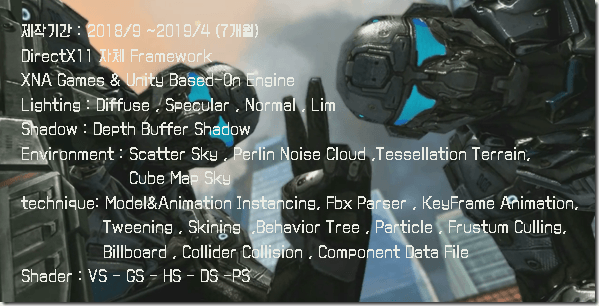 제작기간 : 2018/9 ~2019/4 (7개월)
DirectX11 자체 Framework
XNA Games & Unity Based-On Engine
Lighting : Diffuse , Specular , Normal , Lim
Shadow : Depth Buffer Shadow
Environment : Scatter Sky , Perlin Noise Cloud ,Tessellation Terrain,
Cube Map Sky
technique: Model&Animation Instancing, Fbx Parser , KeyFrame Animation,
Tweening , Skining ,Behavior Tree , Particle , Frustum Culling,
Billboard , Collider Collision , Component Data File
Shader : VS - GS - HS - DS -PS